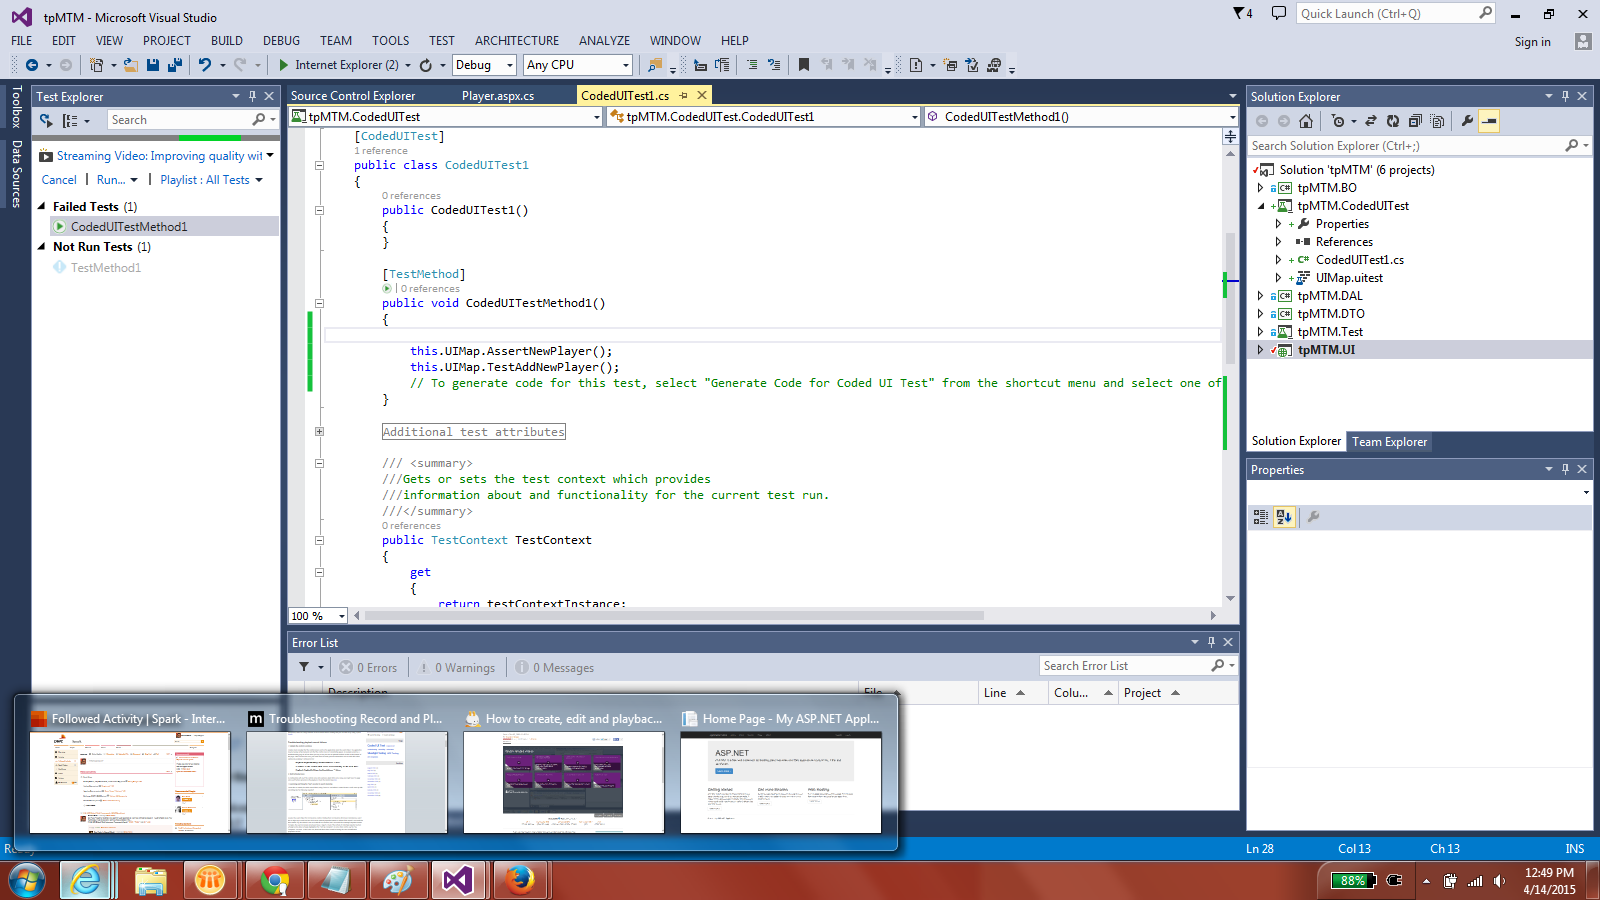 tpMTM - Microsoft Visual Studio
4
Quick Launch (Ctrl+Q)
FILE EDIT VIEW PROJECT BUILD DEBUG TEAM TOOLS TEST ARCHITECTURE ANALYZE WINDOW HELP
Sign in
Internet Explorer (2) Debug Any CPU
Toolbox
Data Sources
Test Explorer
Search
Streaming Video: Improving quality wit
Cancel Run... Playlist : All Tests
Failed Tests (1)
CodedUITestMethod1
Not Run Tests (1)
TestMethod1
Source Control Explorer Player.aspx.cs CodedUITest1.cs
tpMTM.CodedUITest tpMTM.CodedUITest.CodedUITest1 CodedUITestMethod1()
[CodedUITest]
1 reference
public class CodedUITest1
{
0 references
public CodedUITest1()
{
}
[TestMethod]
| 0 references
public void CodedUITestMethod1()
{
this.UIMap.AssertNewPlayer();
this.UIMap.TestAddNewPlayer();
// To generate code for this test, select "Generate Code for Coded UI Test" from the shortcut menu and select one of
}
Additional test attributes
/// <summary>
///Gets or sets the test context which provides
///information about and functionality for the current test run.
///</summary>
0 references
public TestContext TestContext
{
get
{
return testContextInstance;
100 %
Error List
0 Errors 0 Warnings 0 Messages
Search Error List
Description File Line Colu... Project
Solution Explorer
Search Solution Explorer (Ctrl+;)
Solution 'tpMTM' (6 projects)
tpMTM.BO
tpMTM.CodedUITest
Properties
References
CodedUITest1.cs
UIMap.uitest
tpMTM.DAL
tpMTM.DTO
tpMTM.Test
tpMTM.UI
Solution Explorer Team Explorer
Properties
Followed Activity | Spark - Inter...
Troubleshooting Record and Pl...
How to create, edit and playbac...
Home Page - My ASP.NET Appl...
ASP.NET
Ln 28 Col 13 Ch 13 INS
88%
12:49 PM
4/14/2015